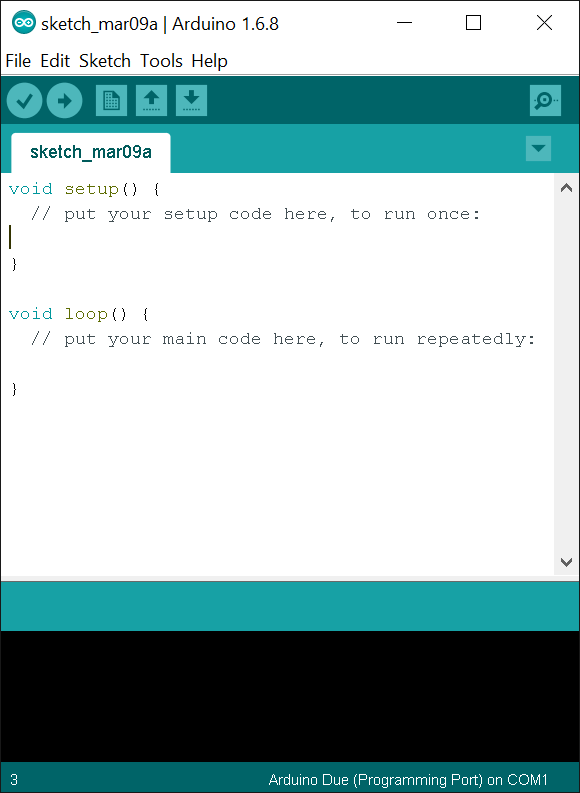 sketch_mar09a | Arduino 1.6.8
File Edit Sketch Tools Help
sketch_mar09a
void setup() {
  // put your setup code here, to run once:
}
void loop() {
  // put your main code here, to run repeatedly:
}
3 Arduino Due (Programming Port) on COM1